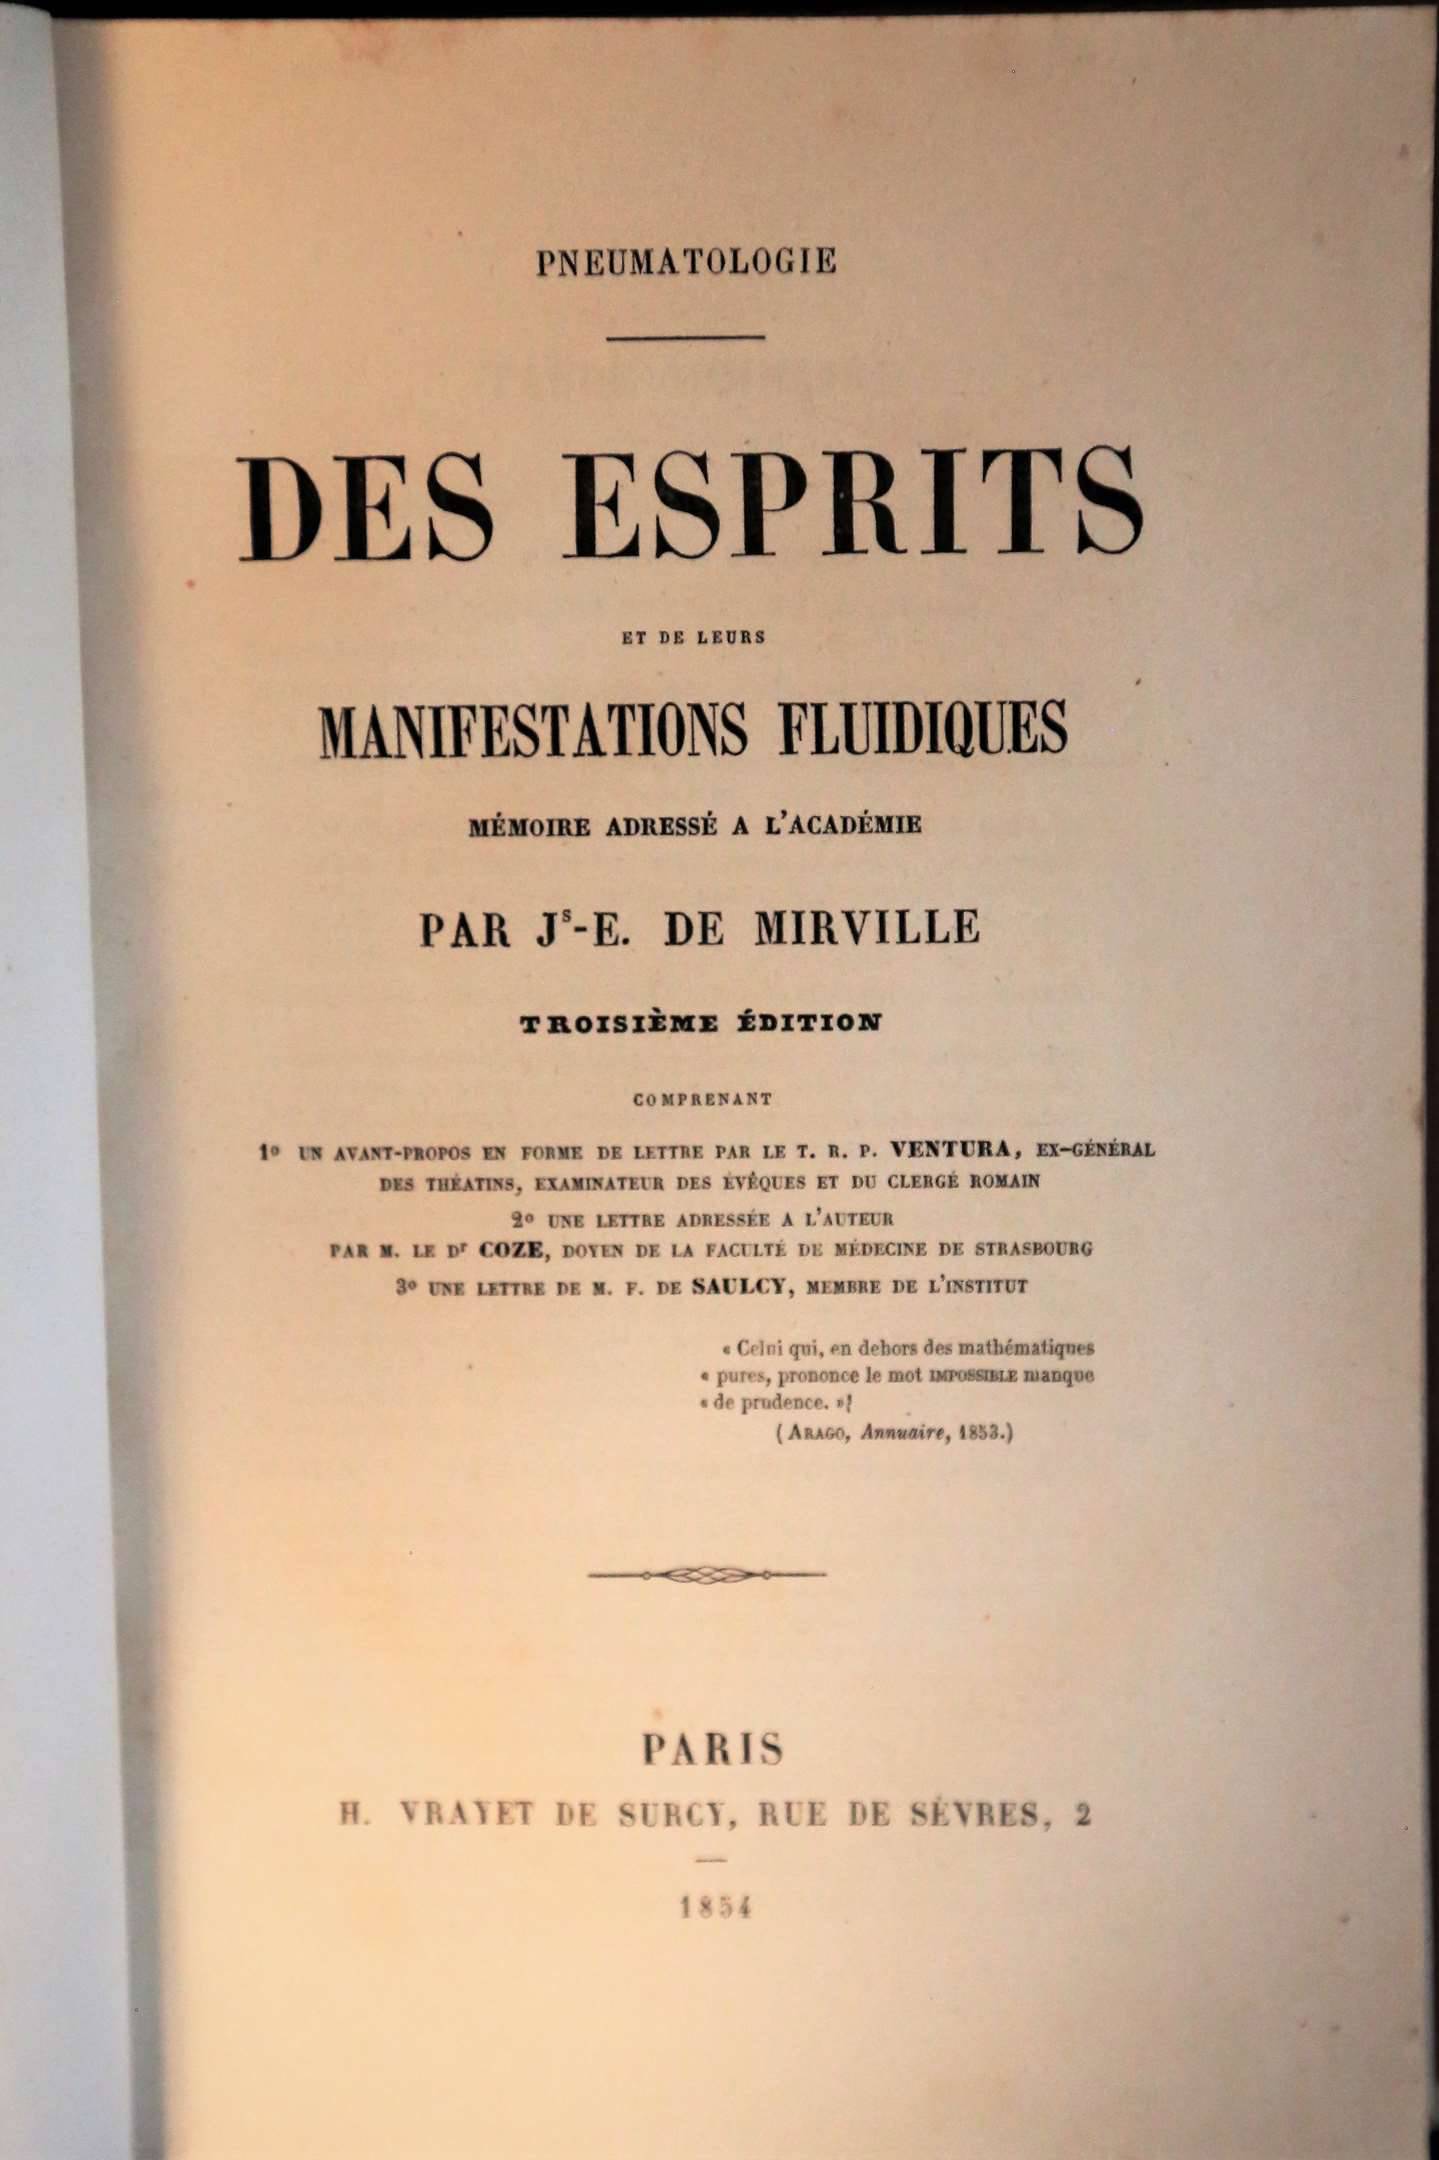 PNEUMATOLOGIE
DES ESPRITS
ET DE LEURS
MANIFESTATIONS FLUIDIQUES
MÉMOIRE ADRESSÉ A L'ACADÉMIE
PAR Js-E. DE MIRVILLE
TROISIÈME ÉDITION
COMPRENANT
1º UN AVANT-PROPOS EN FORME DE LETTRE PAR LE T. R. P. VENTURA, EX-GÉNÉRAL
DES THÉATINS, EXAMINATEUR DES ÉVÊQUES ET DU CLERGÉ ROMAIN
2º UNE LETTRE ADRESSÉE A L'AUTEUR
PAR M. LE Dr COZE, DOYEN DE LA FACULTÉ DE MÉDECINE DE STRASBOURG
3º UNE LETTRE DE M. F. DE SAULCY, MEMBRE DE L'INSTITUT
« Celui qui, en dehors des mathématiques
« pures, prononce le mot IMPOSSIBLE manque
« de prudence. »
(ARAGO, Annuaire, 1853.)
PARIS
H. VRAYET DE SURCY, RUE DE SÈVRES, 2
1854